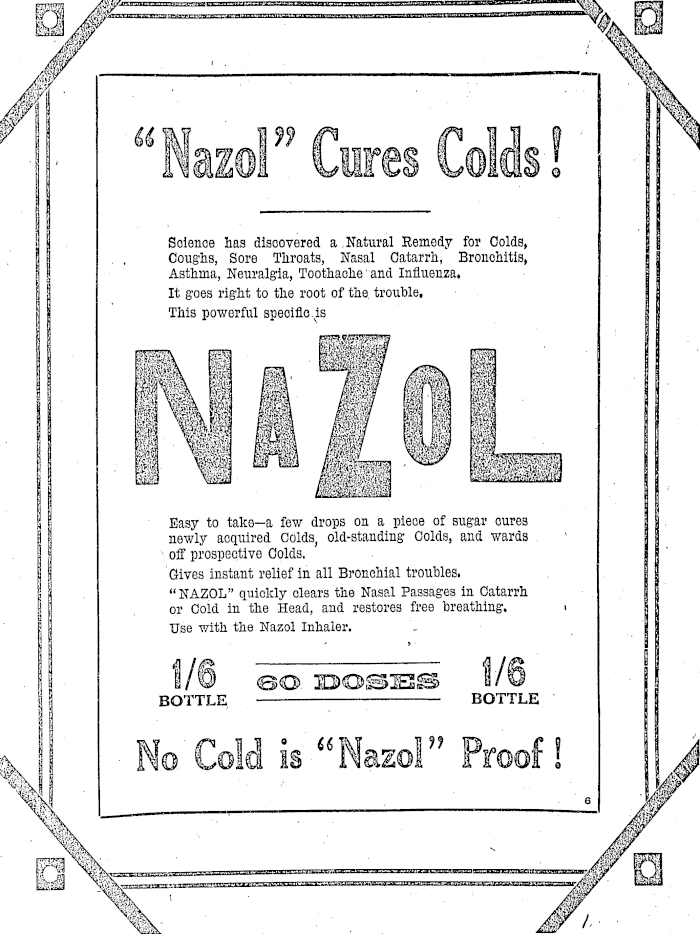 "Nazol" Cures Colds!
Science has discovered a Natural Remedy for Colds,
Coughs, Sore Throats, Nasal Catarrh, Bronchitis,
Asthma, Neuralgia, Toothache and Influenza.
It goes right to the root of the trouble.
This powerful specific is
NAZOL
Easy to take—a few drops on a piece of sugar cures
newly acquired Colds, old-standing Colds, and wards
off prospective Colds.
Gives instant relief in all Bronchial troubles.
"NAZOL" quickly clears the Nasal Passages in Catarrh
or Cold in the Head, and restores free breathing.
Use with the Nazol Inhaler.
1/6 BOTTLE 60 DOSES 1/6 BOTTLE
No Cold is "Nazol" Proof!
6